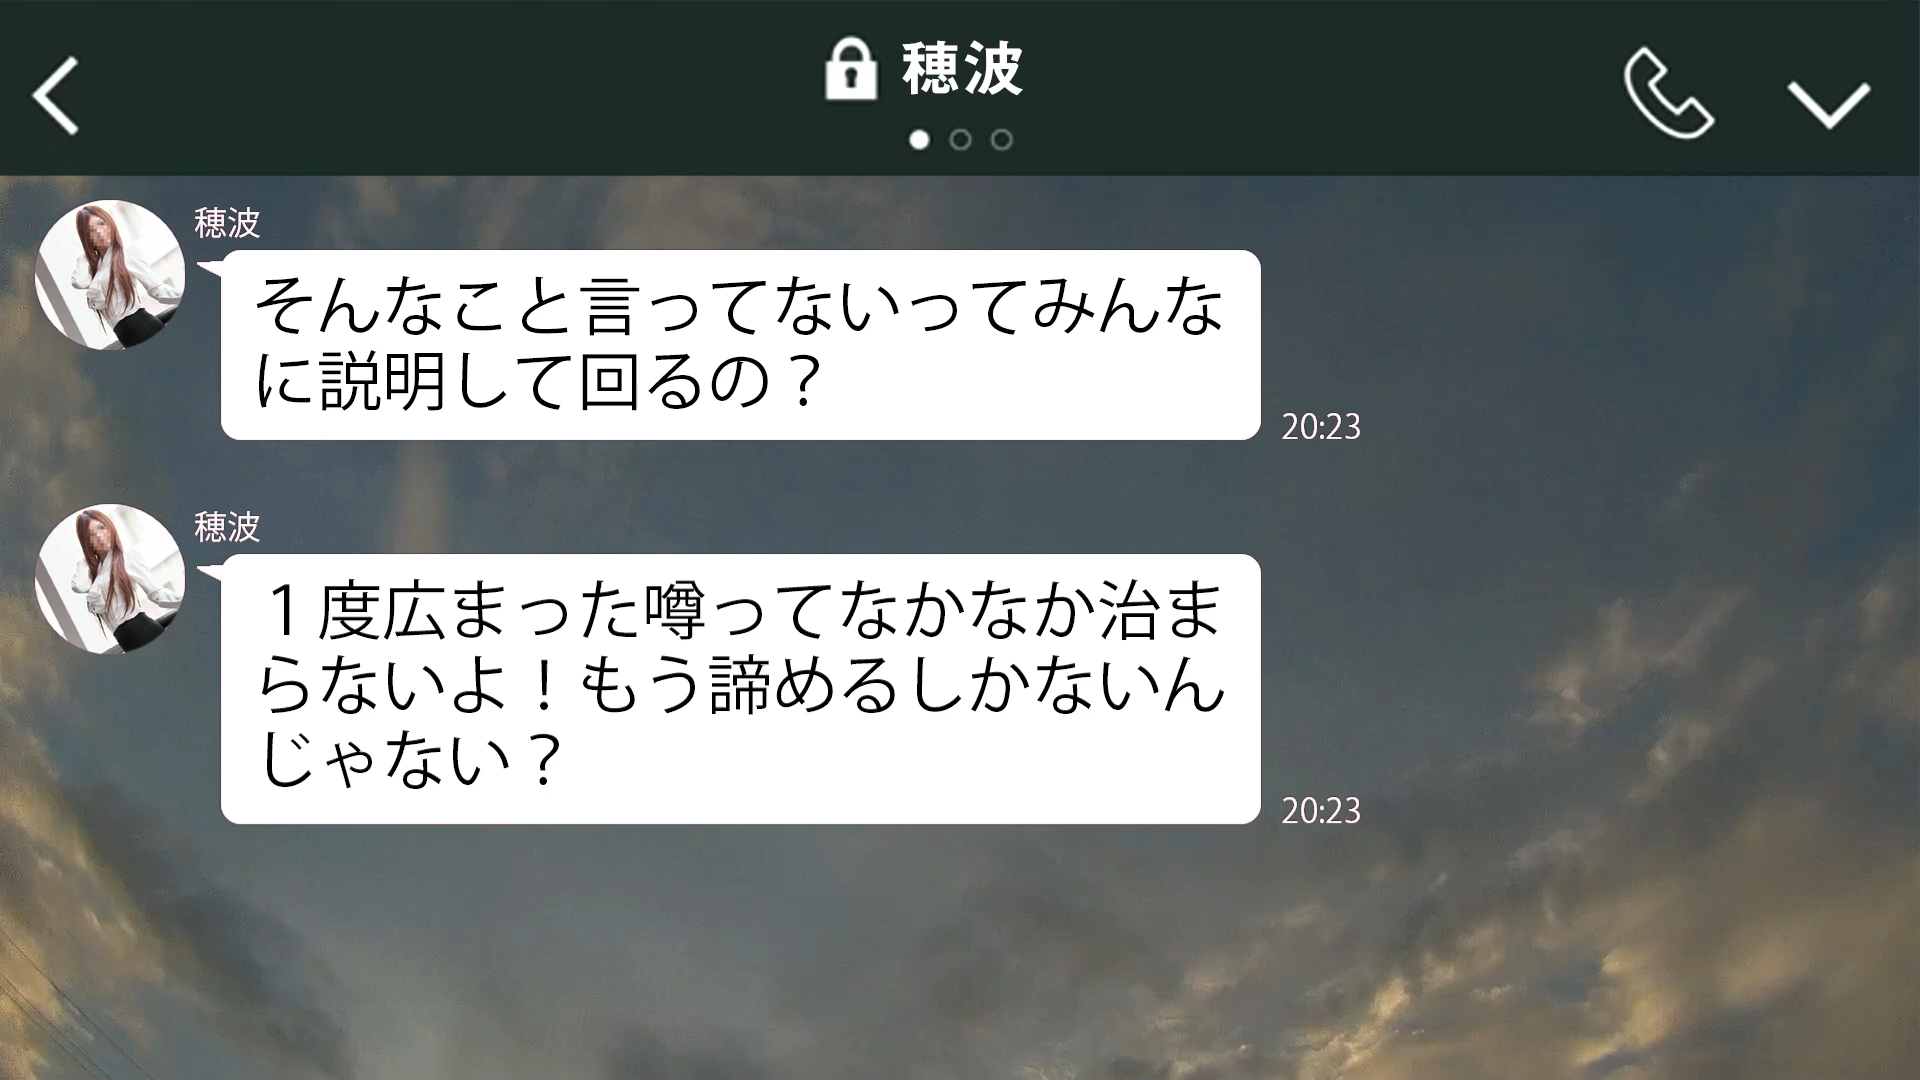 穂波
穂波
そんなこと言ってないってみんな
に説明して回るの？
20:23
穂波
１度広まった噂ってなかなか治ま
らないよ！もう諦めるしかないん
じゃない？
20:23